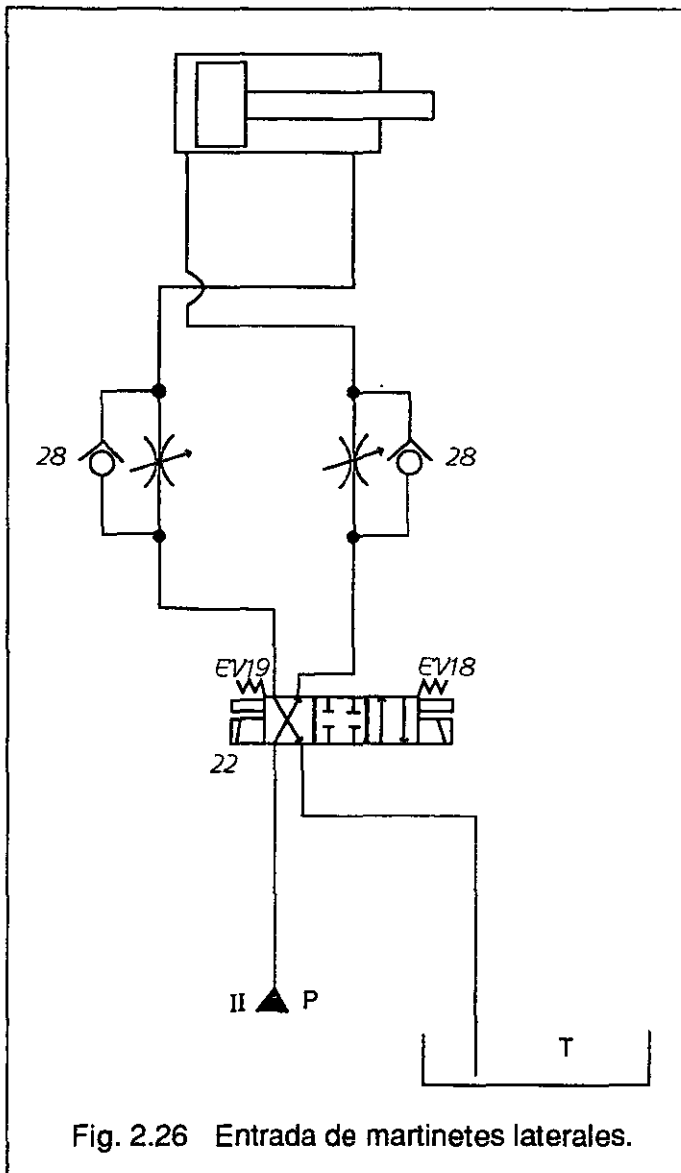 28
28
EV19
EV18
22
II P
T
Fig. 2.26 Entrada de martinetes laterales.